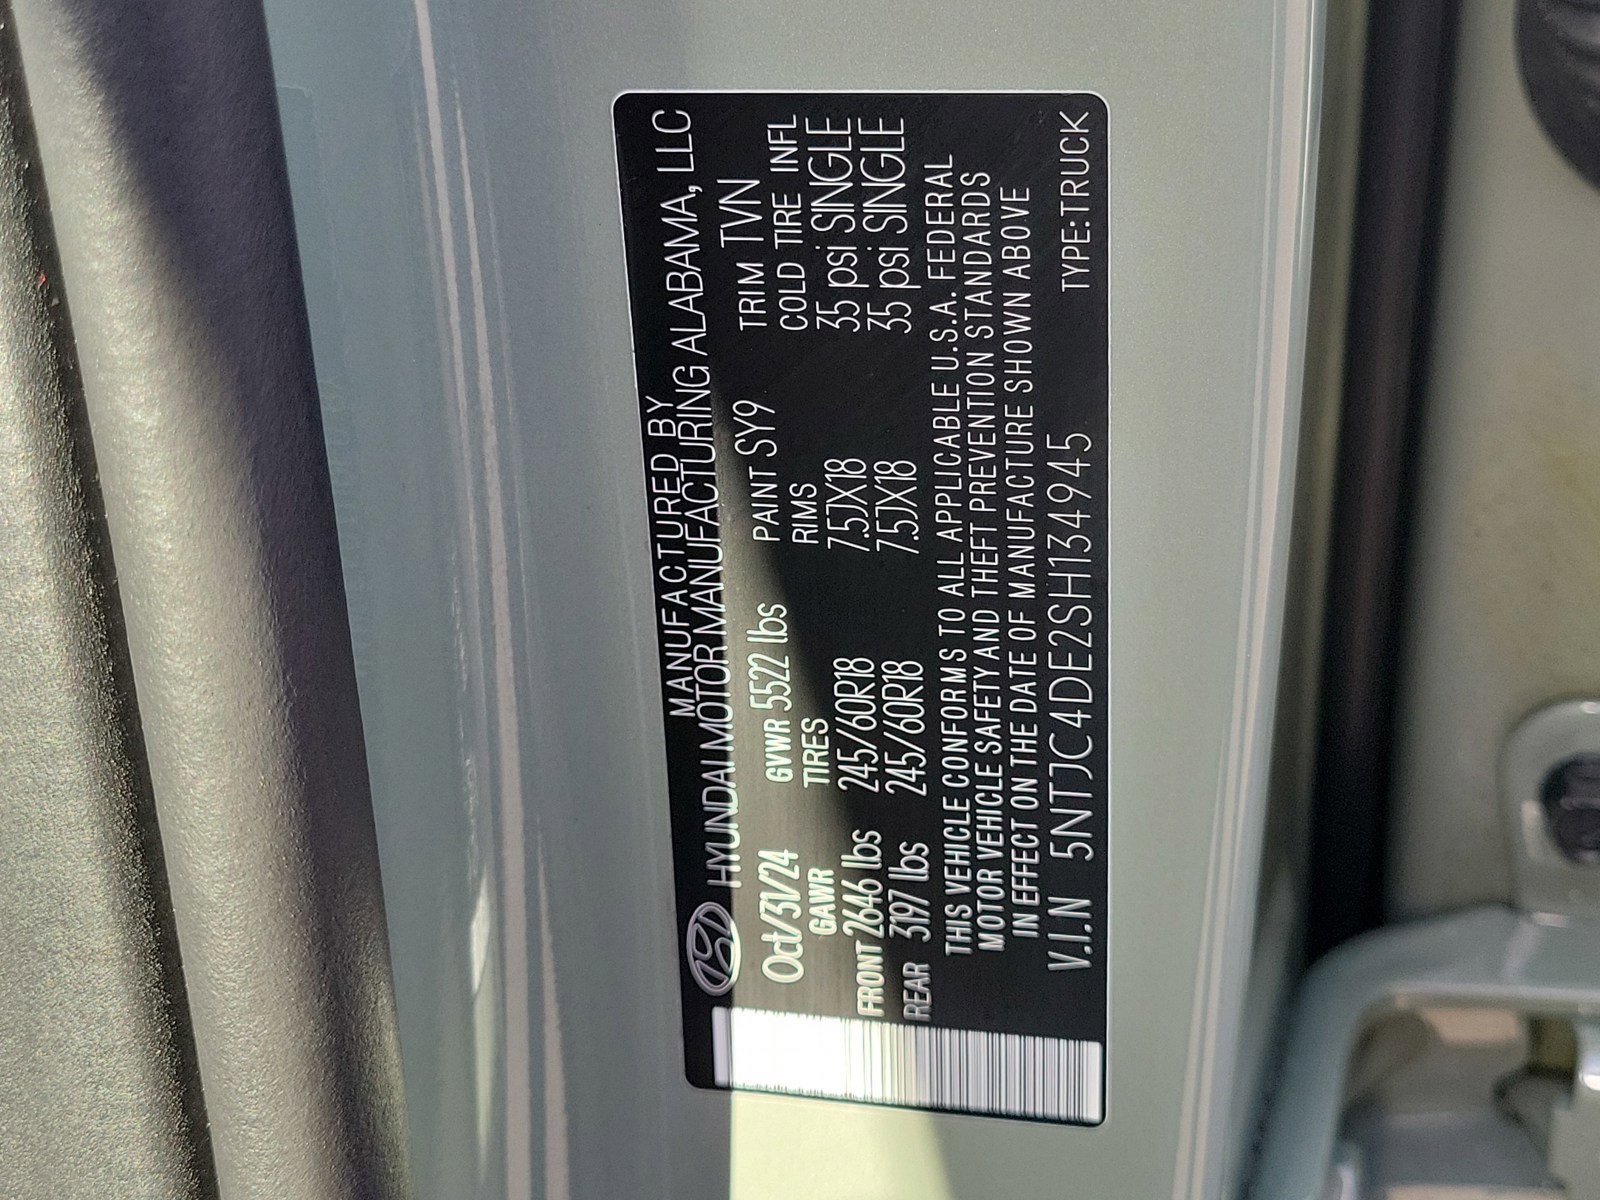 MANUFACTURED BY
HYUNDAI MOTOR MANUFACTURING ALABAMA, LLC
Oct/31/24 GVWR 5522 lbs PAINT SY9 TRIM TVN
GAWR TIRES RIMS COLD TIRE INFL
FRONT 2646 lbs 245/60R18 7.5JX18 35 psi SINGLE
REAR 3197 lbs 245/60R18 7.5JX18 35 psi SINGLE
THIS VEHICLE CONFORMS TO ALL APPLICABLE U.S.A. FEDERAL
MOTOR VEHICLE SAFETY AND THEFT PREVENTION STANDARDS
IN EFFECT ON THE DATE OF MANUFACTURE SHOWN ABOVE
V.I.N 5NTJC4DE2SH134945 TYPE:TRUCK